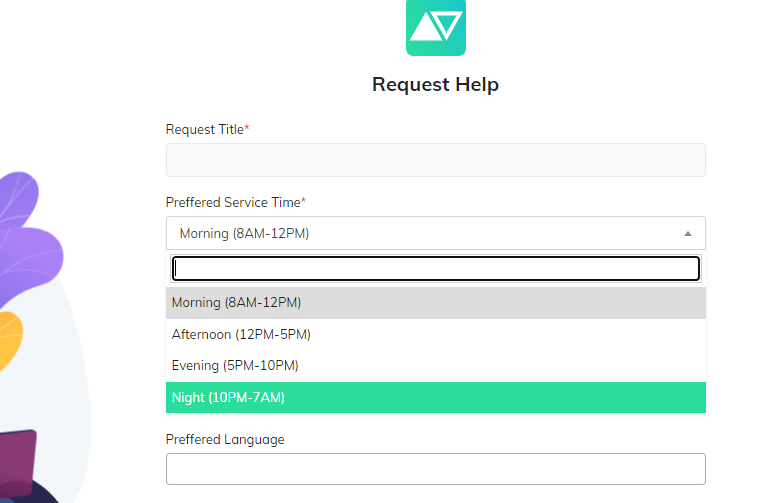 Request Help
Request Title*
Preffered Service Time*
Morning (8AM-12PM)
Morning (8AM-12PM)
Afternoon (12PM-5PM)
Evening (5PM-10PM)
Night (10PM-7AM)
Preffered Language